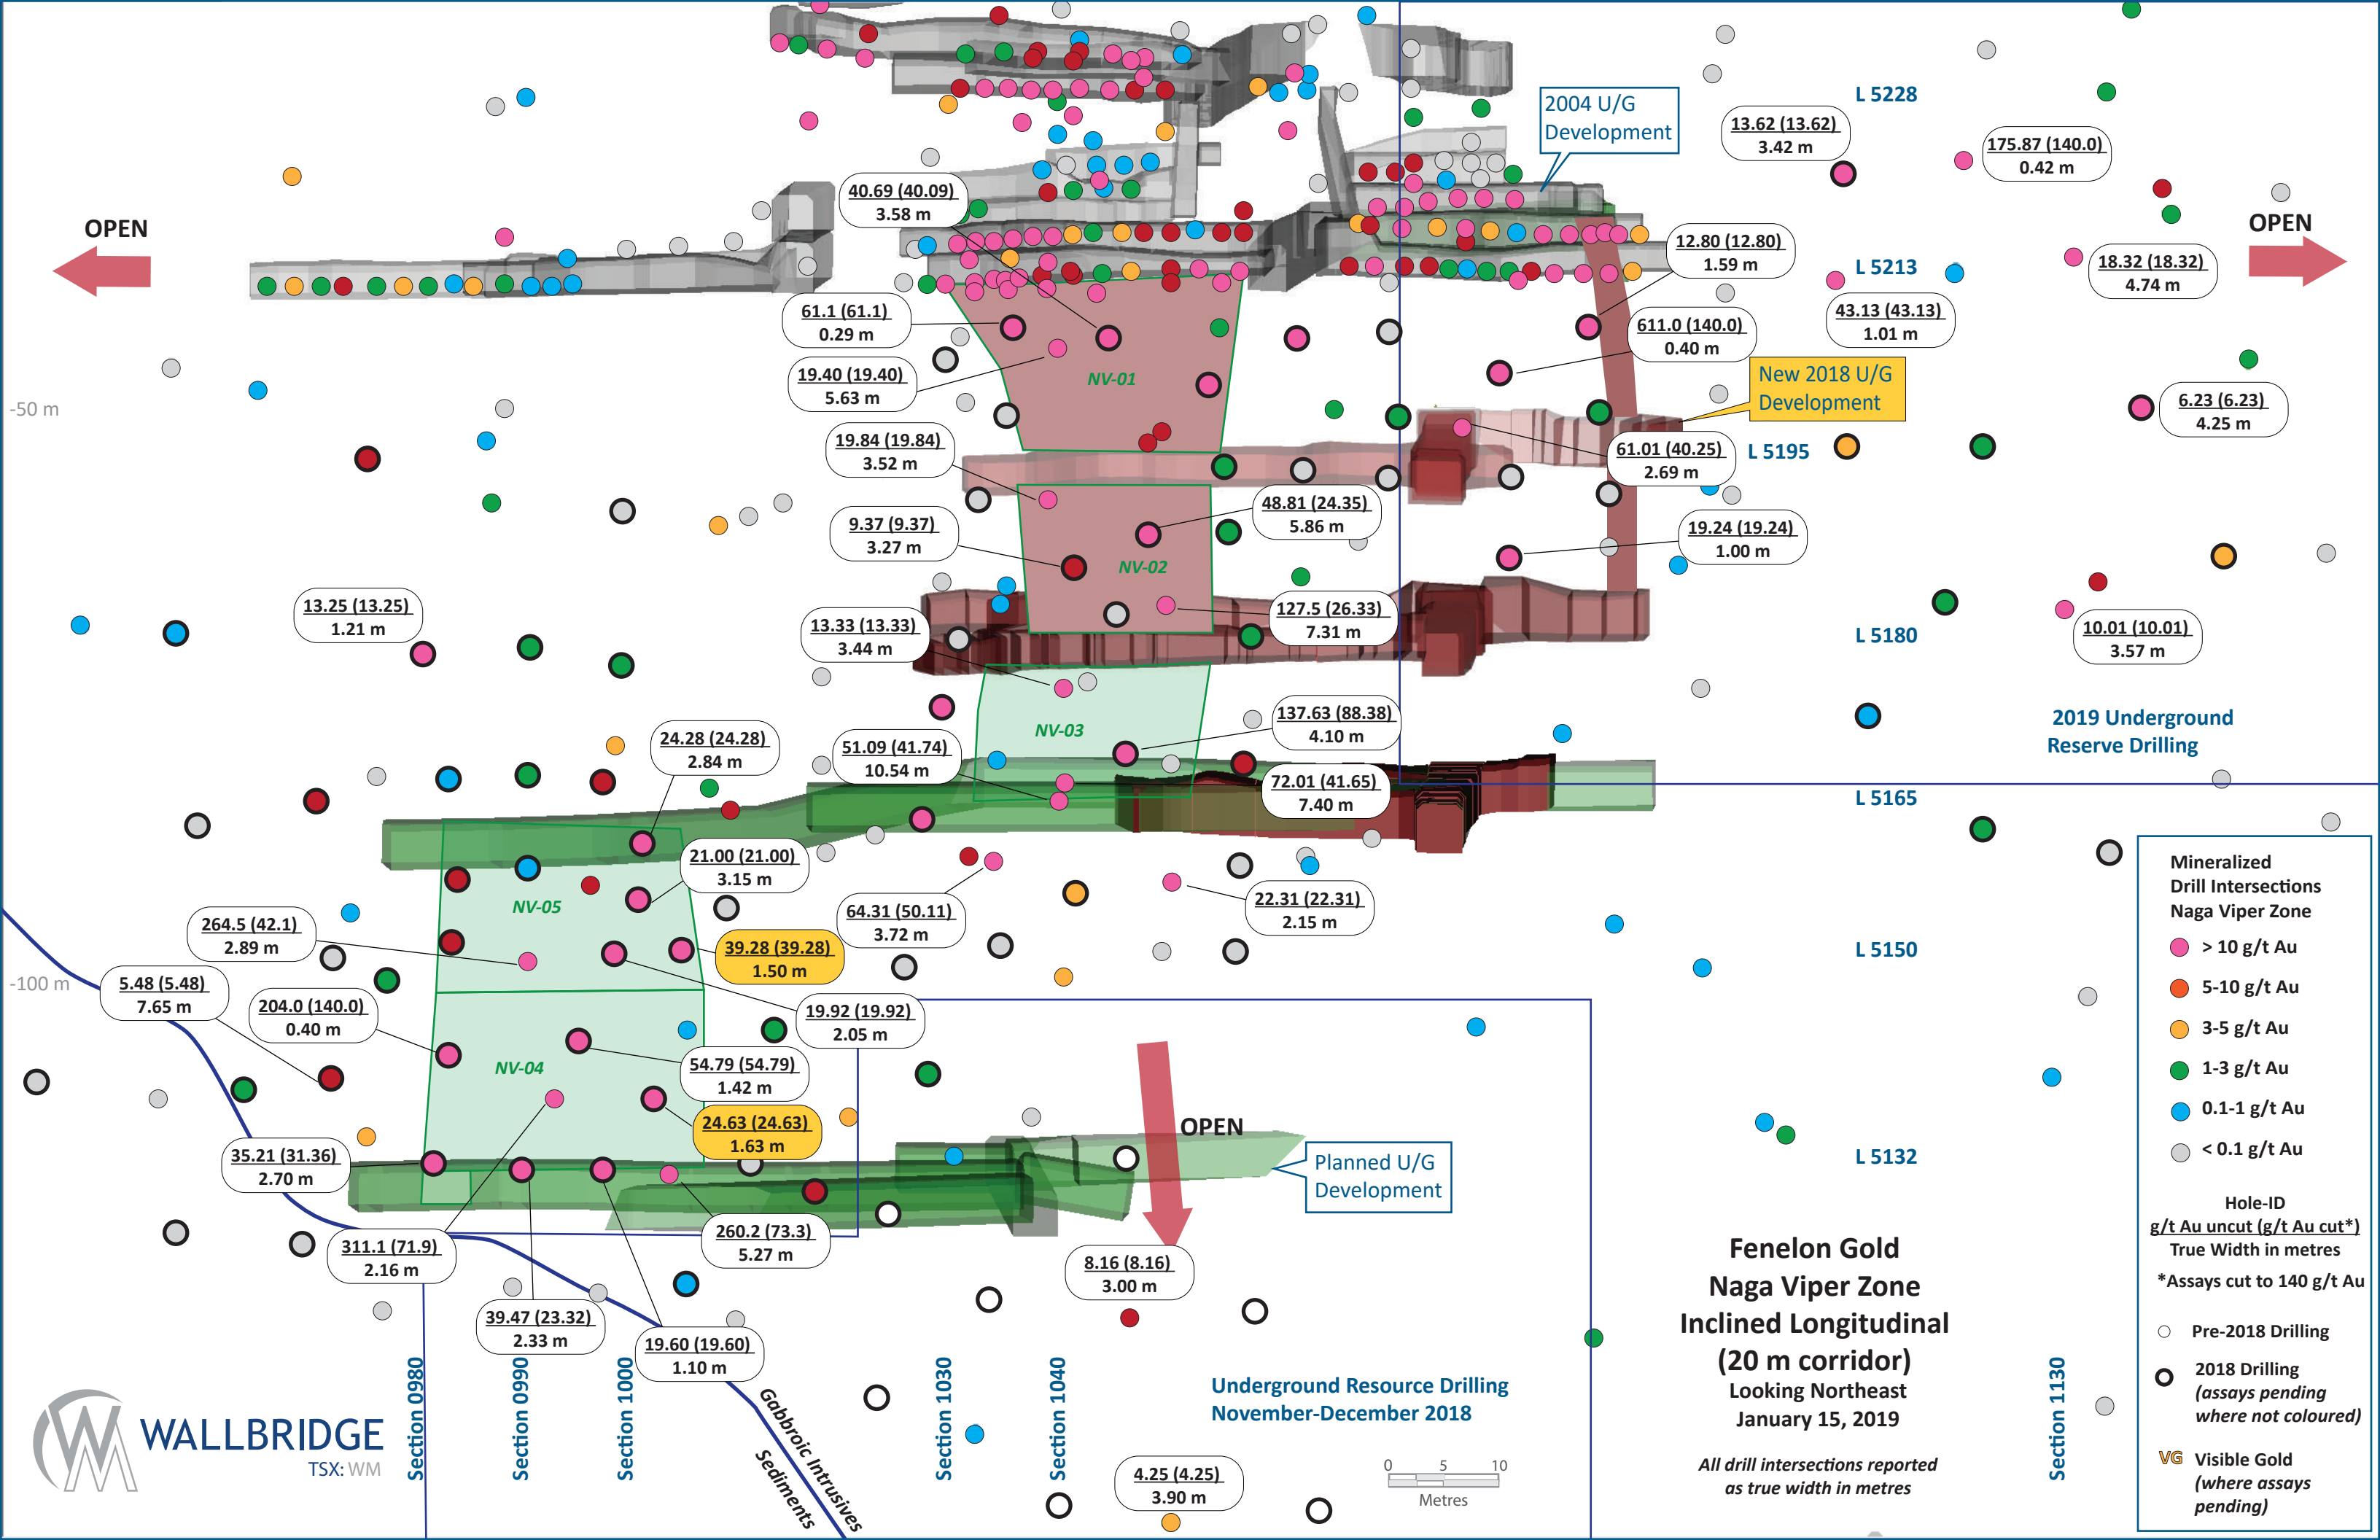 2004 U/G
Development
L 5228
13.62 (13.62)
3.42 m
175.87 (140.0)
0.42 m
40.69 (40.09)
3.58 m
OPEN
OPEN
12.80 (12.80)
1.59 m
L 5213
18.32 (18.32)
4.74 m
61.1 (61.1)
0.29 m
611.0 (140.0)
0.40 m
43.13 (43.13)
1.01 m
19.40 (19.40)
5.63 m
NV-01
New 2018 U/G
Development
-50 m
6.23 (6.23)
4.25 m
19.84 (19.84)
3.52 m
61.01 (40.25)
2.69 m
L 5195
48.81 (24.35)
5.86 m
9.37 (9.37)
3.27 m
19.24 (19.24)
1.00 m
NV-02
13.25 (13.25)
1.21 m
127.5 (26.33)
7.31 m
13.33 (13.33)
3.44 m
L 5180
10.01 (10.01)
3.57 m
2019 Underground
Reserve Drilling
NV-03
137.63 (88.38)
4.10 m
24.28 (24.28)
2.84 m
51.09 (41.74)
10.54 m
72.01 (41.65)
7.40 m
L 5165
21.00 (21.00)
3.15 m
NV-05
64.31 (50.11)
3.72 m
22.31 (22.31)
2.15 m
264.5 (42.1)
2.89 m
39.28 (39.28)
1.50 m
L 5150
-100 m
5.48 (5.48)
7.65 m
204.0 (140.0)
0.40 m
19.92 (19.92)
2.05 m
NV-04
54.79 (54.79)
1.42 m
24.63 (24.63)
1.63 m
OPEN
35.21 (31.36)
2.70 m
Planned U/G
Development
L 5132
311.1 (71.9)
2.16 m
260.2 (73.3)
5.27 m
8.16 (8.16)
3.00 m
39.47 (23.32)
2.33 m
19.60 (19.60)
1.10 m
4.25 (4.25)
3.90 m
Section 0980
Section 0990
Section 1000
Section 1030
Section 1040
Section 1130
Gabbroic Intrusives
Sediments
Underground Resource Drilling
November-December 2018
0 5 10
Metres
WALLBRIDGE
TSX: WM
Fenelon Gold
Naga Viper Zone
Inclined Longitudinal
(20 m corridor)
Looking Northeast
January 15, 2019
All drill intersections reported
as true width in metres
Mineralized
Drill Intersections
Naga Viper Zone
> 10 g/t Au
5-10 g/t Au
3-5 g/t Au
1-3 g/t Au
0.1-1 g/t Au
< 0.1 g/t Au
Hole-ID
g/t Au uncut (g/t Au cut*)
True Width in metres
*Assays cut to 140 g/t Au
Pre-2018 Drilling
2018 Drilling
(assays pending
where not coloured)
VG Visible Gold
(where assays
pending)